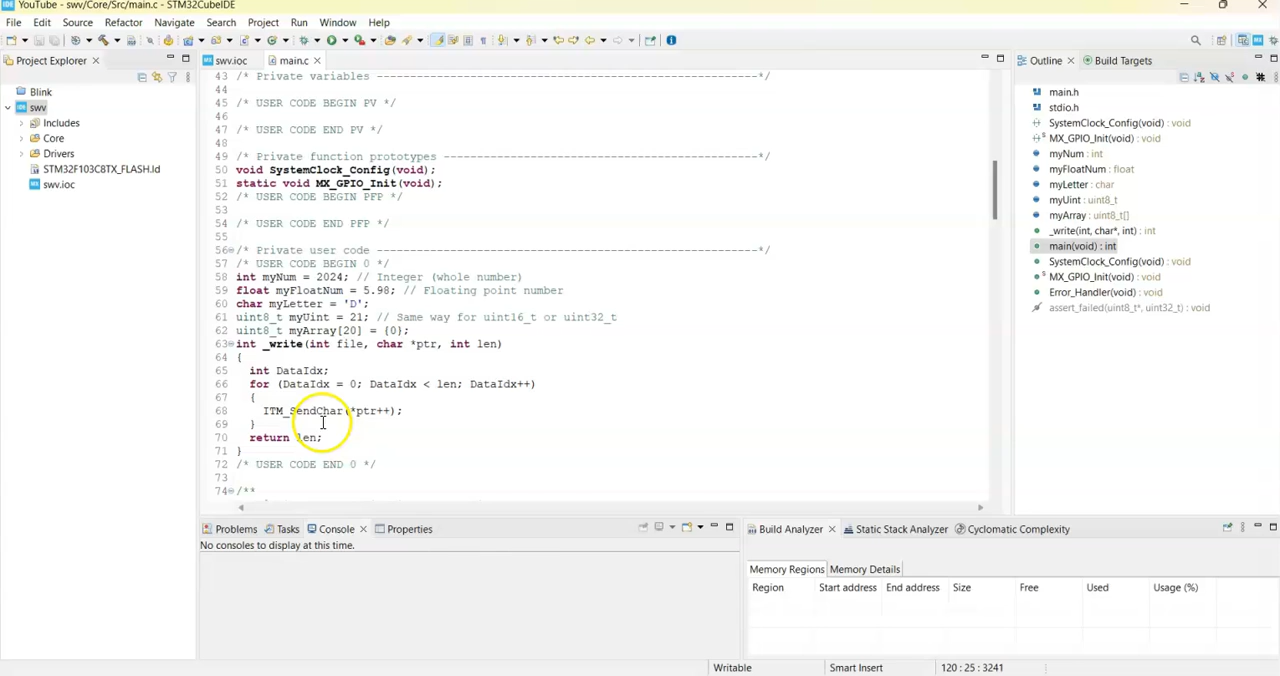 YouTube - swv/Core/Src/main.c - STM32CubeIDE
File Edit Source Refactor Navigate Search Project Run Window Help
Project Explorer
Blink
swv
Includes
Core
Drivers
STM32F103C8TX_FLASH.ld
swv.ioc
swv.ioc main.c
43 /* Private variables ---------------------------------------------------------*/
44
45 /* USER CODE BEGIN PV */
46
47 /* USER CODE END PV */
48
49 /* Private function prototypes -----------------------------------------------*/
50 void SystemClock_Config(void);
51 static void MX_GPIO_Init(void);
52 /* USER CODE BEGIN PFP */
53
54 /* USER CODE END PFP */
55
56 /* Private user code ---------------------------------------------------------*/
57 /* USER CODE BEGIN 0 */
58 int myNum = 2024; // Integer (whole number)
59 float myFloatNum = 5.98; // Floating point number
60 char myLetter = 'D';
61 uint8_t myUint = 21; // Same way for uint16_t or uint32_t
62 uint8_t myArray[20] = {0};
63 int _write(int file, char *ptr, int len)
64 {
65 int DataIdx;
66 for (DataIdx = 0; DataIdx < len; DataIdx++)
67 {
68 ITM_SendChar(*ptr++);
69 }
70 return len;
71 }
72 /* USER CODE END 0 */
73
74 /**
Outline Build Targets
main.h
stdio.h
SystemClock_Config(void) : void
MX_GPIO_Init(void) : void
myNum : int
myFloatNum : float
myLetter : char
myUint : uint8_t
myArray : uint8_t[]
_write(int, char*, int) : int
main(void) : int
SystemClock_Config(void) : void
MX_GPIO_Init(void) : void
Error_Handler(void) : void
assert_failed(uint8_t*, uint32_t) : void
Problems Tasks Console Properties
No consoles to display at this time.
Build Analyzer Static Stack Analyzer Cyclomatic Complexity
Memory Regions Memory Details
Region Start address End address Size Free Used Usage (%)
Writable Smart Insert 120 : 25 : 3241